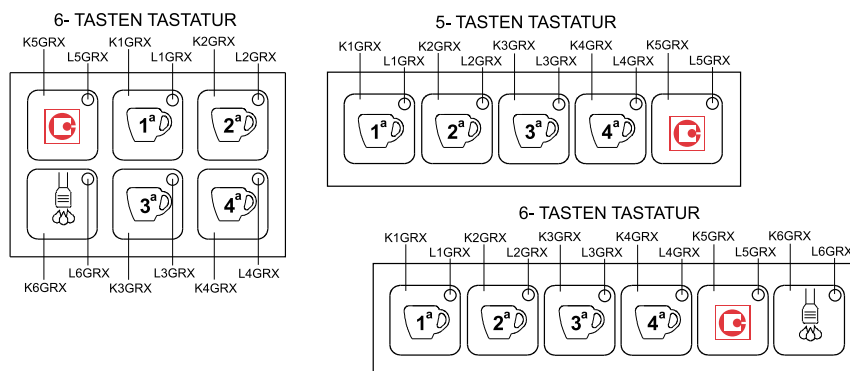 6- TASTEN TASTATUR
K5GRX K1GRX K2GRX
L5GRX L1GRX L2GRX
1a 2a
3a 4a
L6GRX L3GRX L4GRX
K6GRX K3GRX K4GRX
5- TASTEN TASTATUR
K1GRX K2GRX K3GRX K4GRX K5GRX
L1GRX L2GRX L3GRX L4GRX L5GRX
1a 2a 3a 4a
6- TASTEN TASTATUR
K1GRX K2GRX K3GRX K4GRX K5GRX K6GRX
L1GRX L2GRX L3GRX L4GRX L5GRX L6GRX
1a 2a 3a 4a